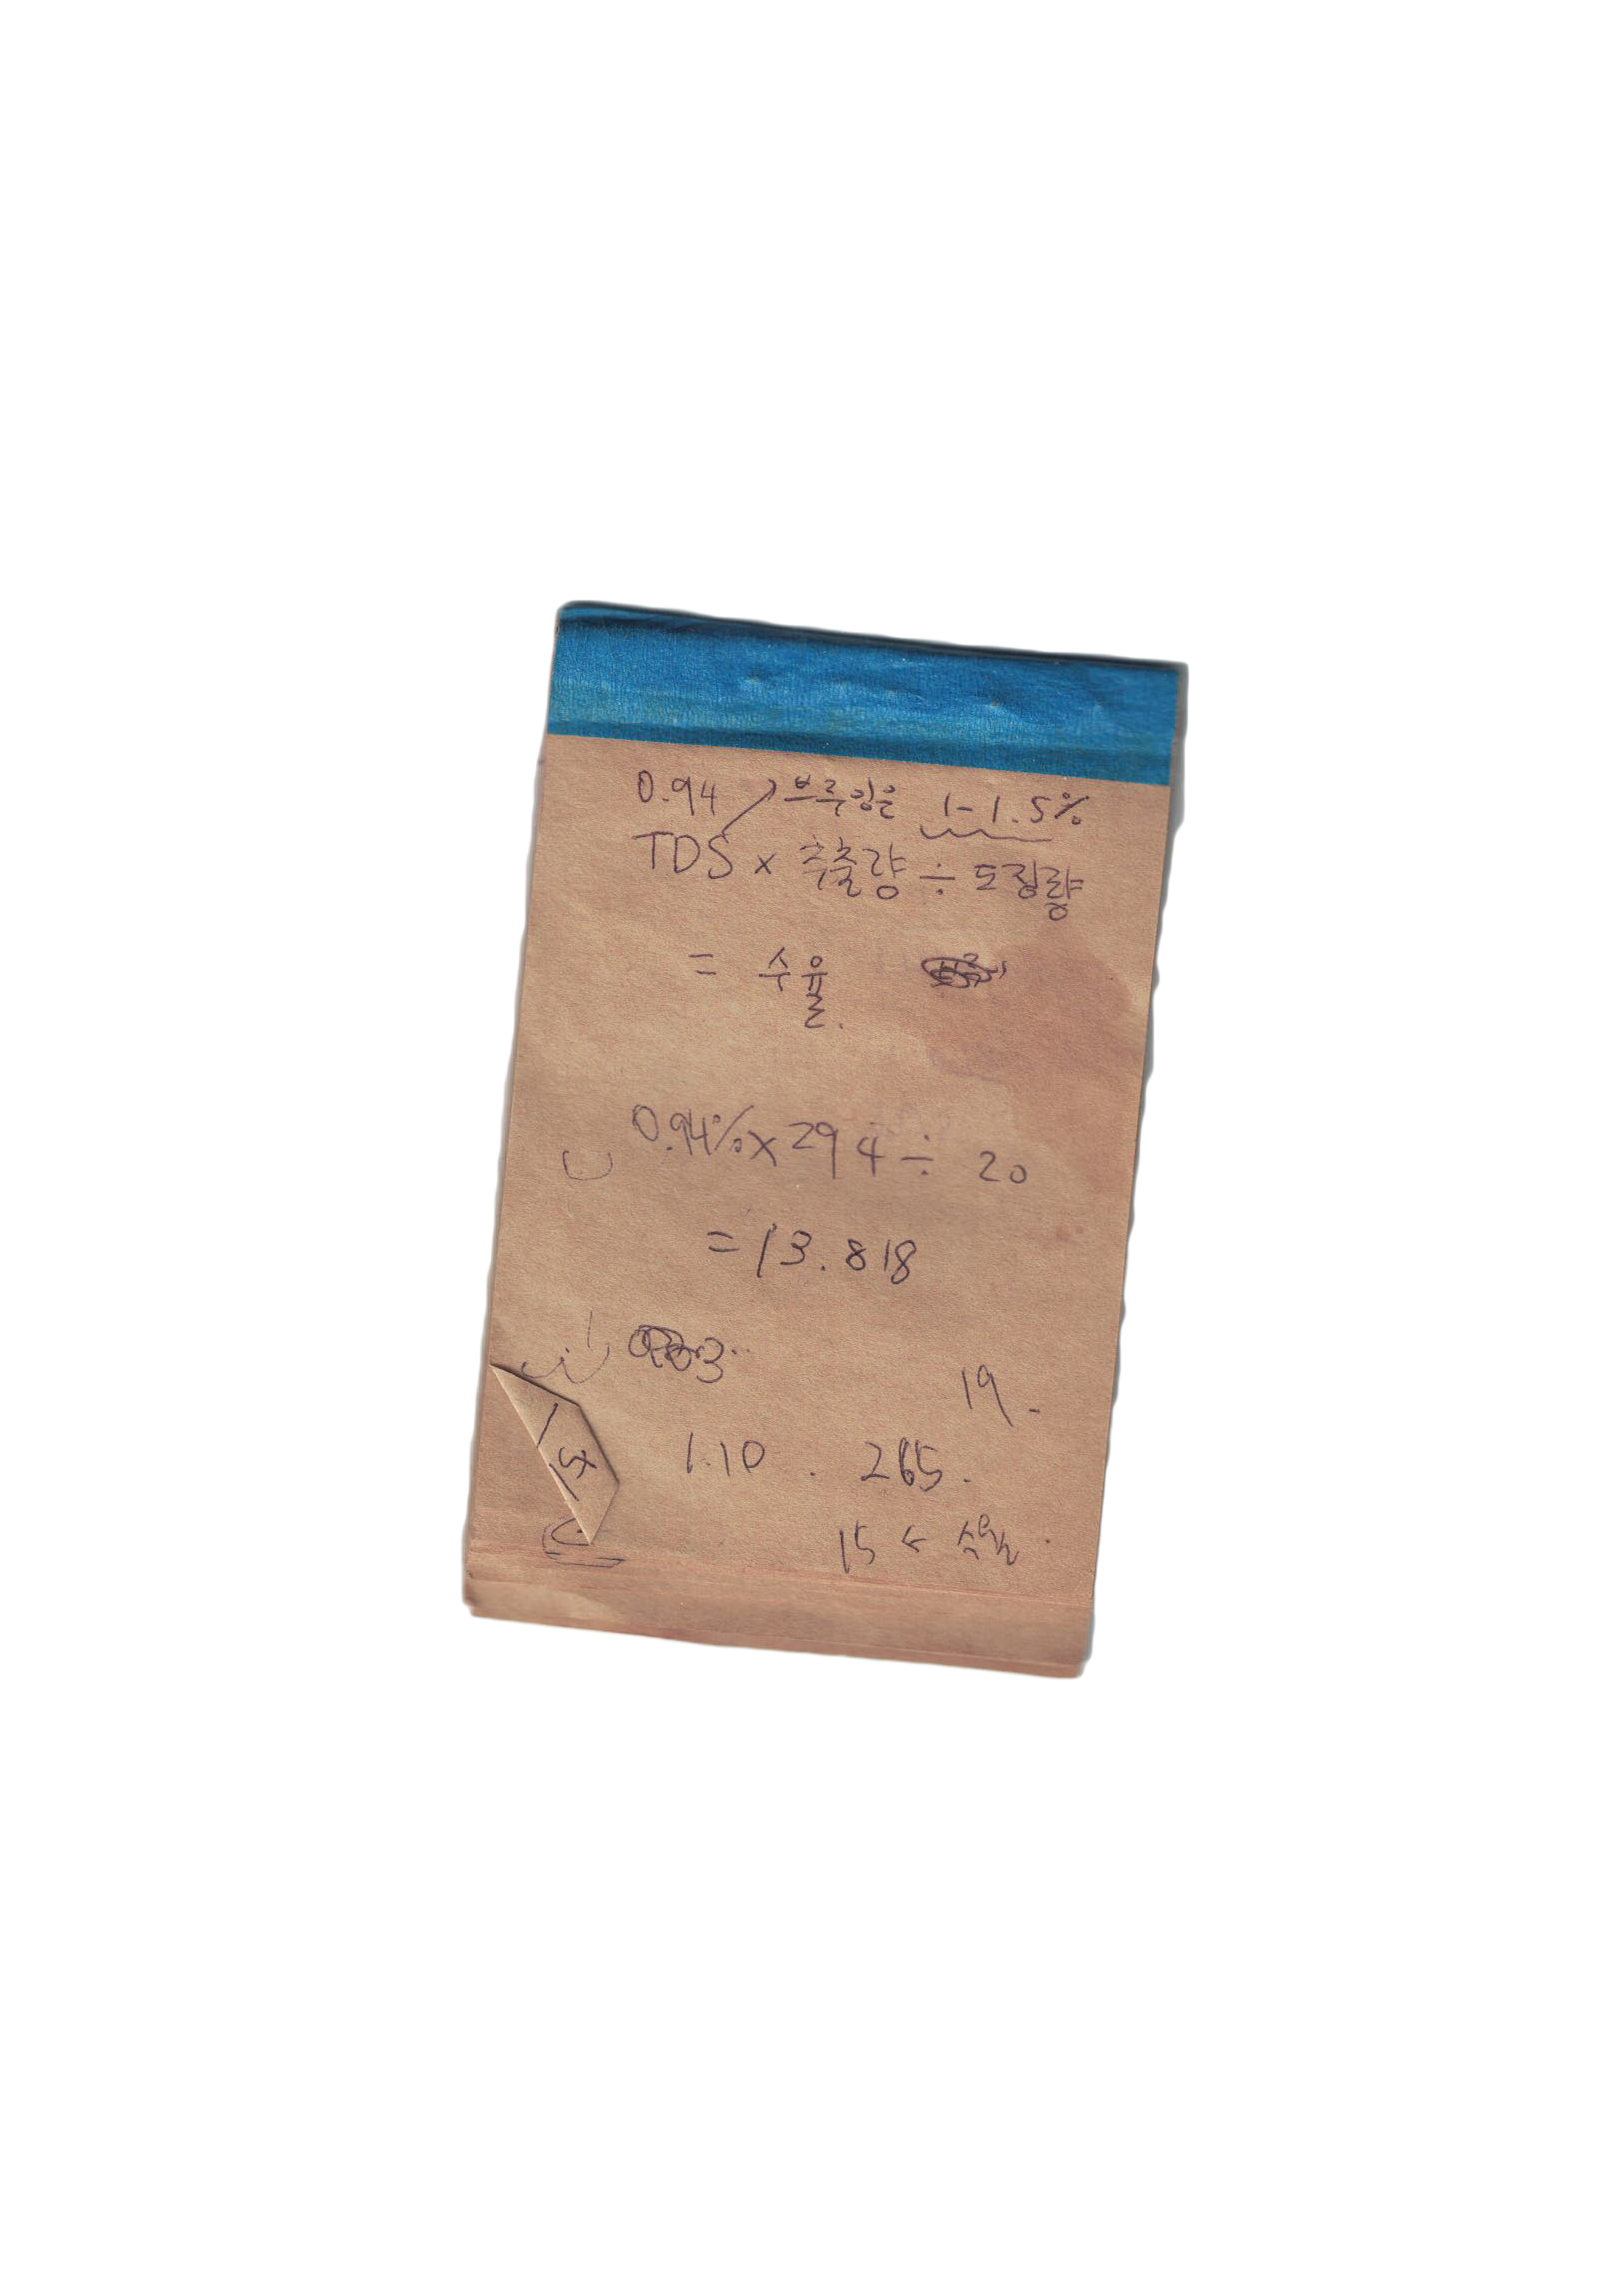 0.94 브루잉은 1-1.5%
TDS x 추출량 ÷ 도징량
= 수율.
0.94% x 294 ÷ 20
= 13.818
19.
1.10 . 265.
15 < 수율.